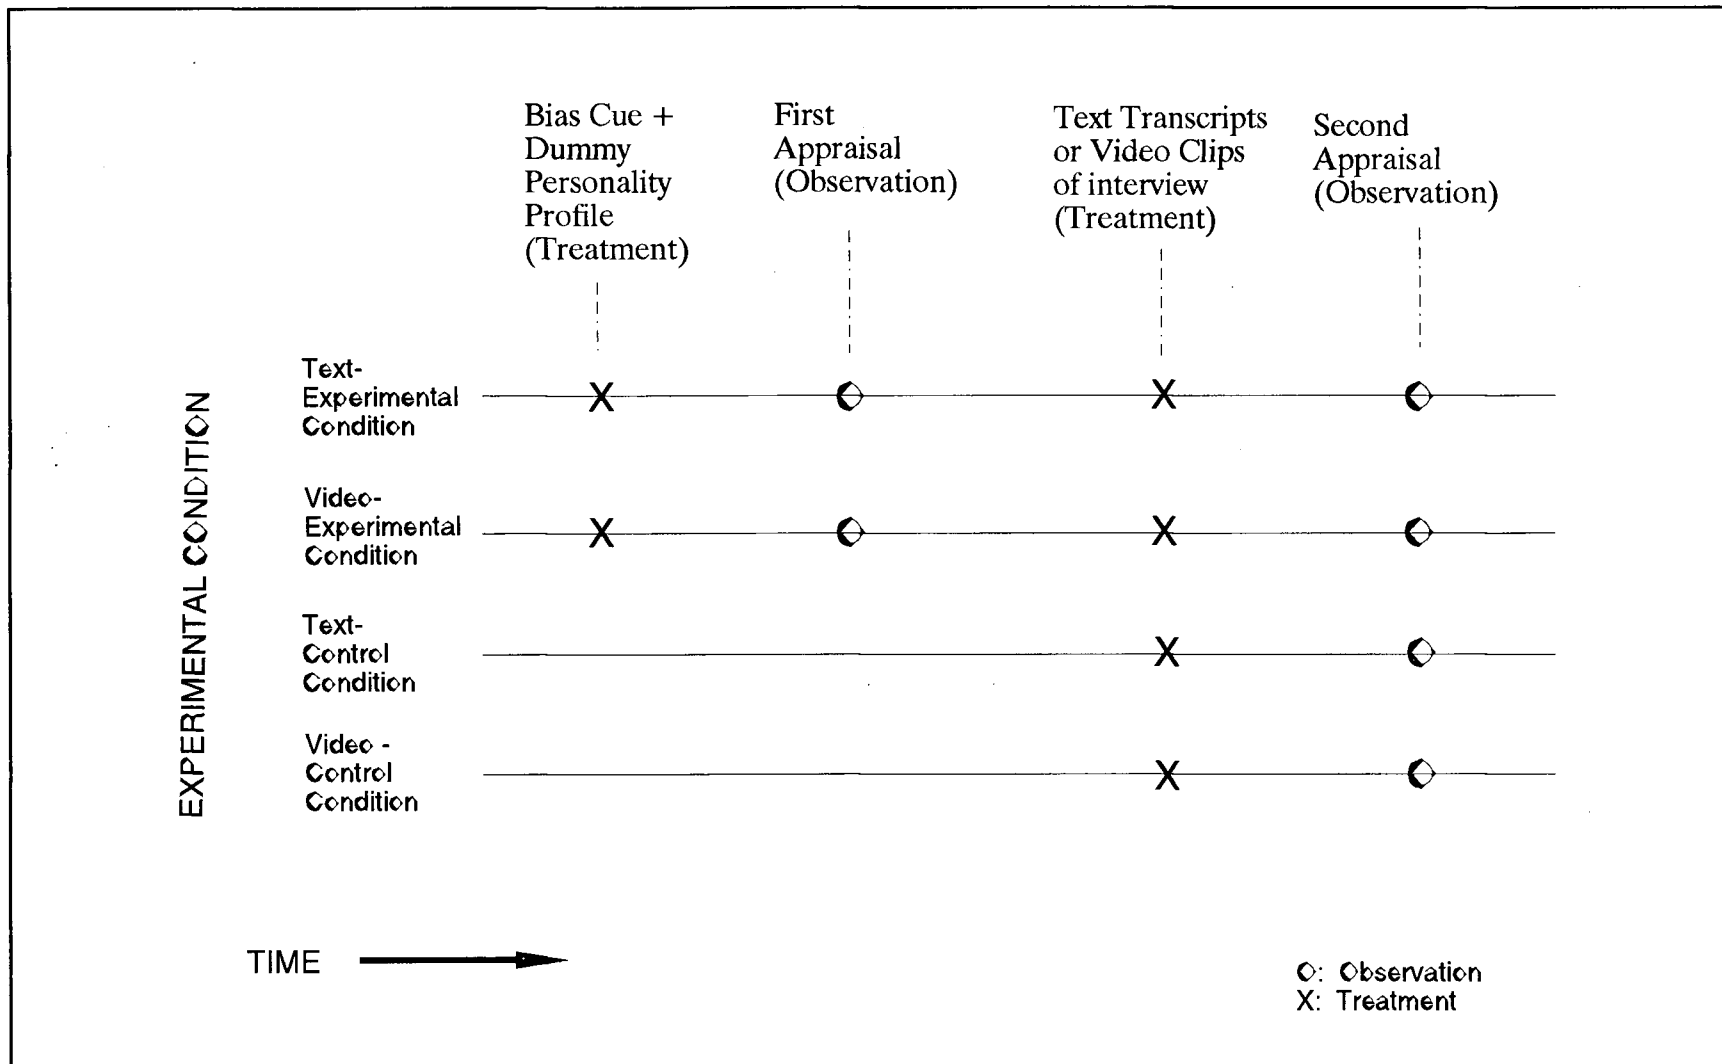 Bias Cue +
Dummy
Personality
Profile
(Treatment)
First
Appraisal
(Observation)
Text Transcripts
or Video Clips
of interview
(Treatment)
Second
Appraisal
(Observation)
EXPERIMENTAL CONDITION
Text-
Experimental
Condition
X O X O
Video-
Experimental
Condition
X O X O
Text-
Control
Condition
X O
Video -
Control
Condition
X O
TIME
O: Observation
X: Treatment